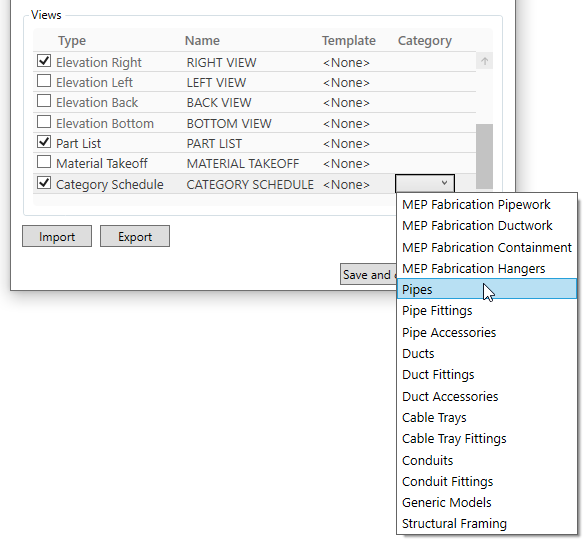 Views
Type Name Template Category
Elevation Right RIGHT VIEW <None>
Elevation Left LEFT VIEW <None>
Elevation Back BACK VIEW <None>
Elevation Bottom BOTTOM VIEW <None>
Part List PART LIST <None>
Material Takeoff MATERIAL TAKEOFF <None>
Category Schedule CATEGORY SCHEDULE <None>
MEP Fabrication Pipework
MEP Fabrication Ductwork
MEP Fabrication Containment
MEP Fabrication Hangers
Pipes
Pipe Fittings
Pipe Accessories
Ducts
Duct Fittings
Duct Accessories
Cable Trays
Cable Tray Fittings
Conduits
Conduit Fittings
Generic Models
Structural Framing
Import Export
Save and